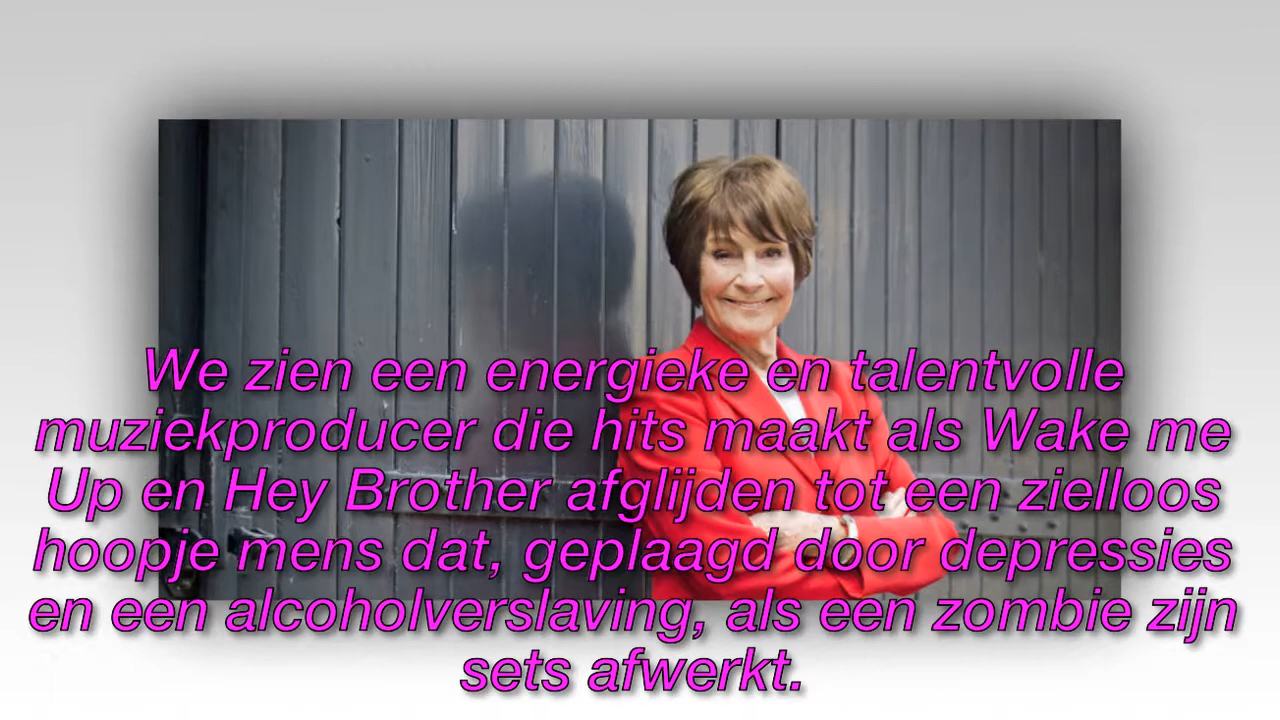 We zien een energieke en talentvolle
muziekproducer die hits maakt als Wake me
Up en Hey Brother afglijden tot een zielloos
hoopje mens dat, geplaagd door depressies
en een alcoholverslaving, als een zombie zijn
sets afwerkt.